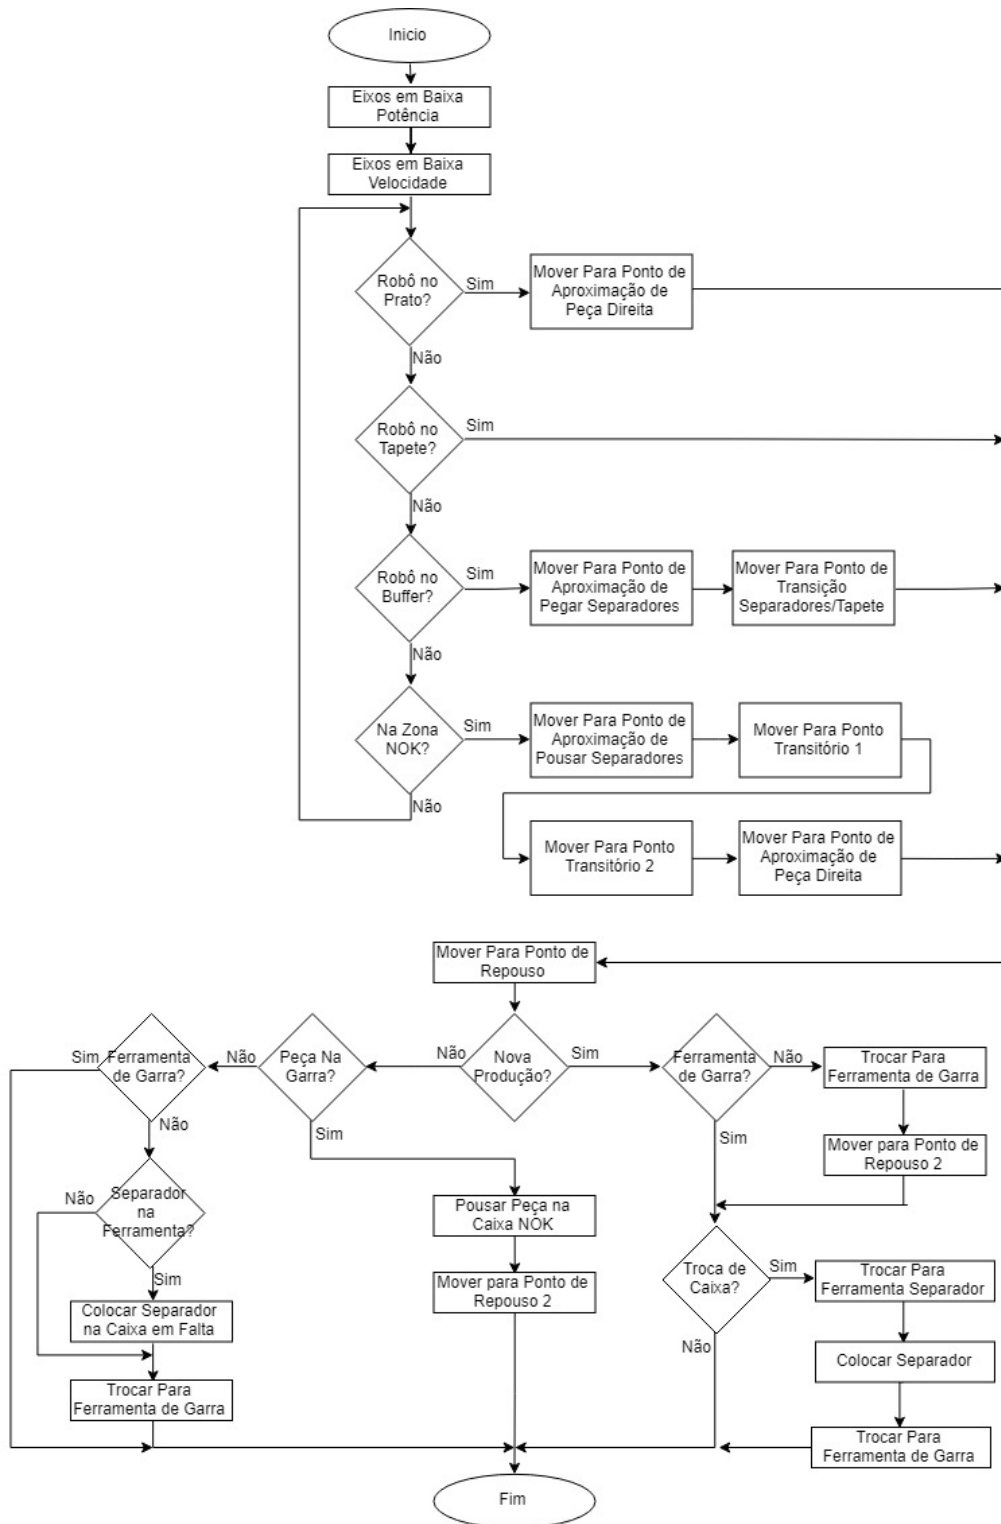 Inicio
Eixos em Baixa
Potência
Eixos em Baixa
Velocidade
Robô no
Prato?
Sim
Mover Para Ponto de
Aproximação de
Peça Direita
Não
Robô no
Tapete?
Sim
Não
Robô no
Buffer?
Sim
Mover Para Ponto de
Aproximação de
Pegar Separadores
Mover Para Ponto de
Transição
Separadores/Tapete
Não
Na Zona
NOK?
Sim
Mover Para Ponto de
Aproximação de
Pousar Separadores
Mover Para Ponto
Transitório 1
Não
Mover Para Ponto
Transitório 2
Mover Para Ponto de
Aproximação de
Peça Direita
Mover Para Ponto de
Repouso
Sim
Ferramenta
de Garra?
Não
Peça Na
Garra?
Não
Nova
Produção?
Sim
Ferramenta
de Garra?
Não
Trocar Para
Ferramenta de Garra
Não
Sim
Sim
Mover para Ponto de
Repouso 2
Não
Separador
na
Ferramenta?
Pousar Peça na
Caixa NOK
Sim
Troca de
Caixa?
Sim
Trocar Para
Ferramenta Separador
Colocar Separador
na Caixa em Falta
Mover para Ponto de
Repouso 2
Não
Colocar Separador
Trocar Para
Ferramenta de Garra
Trocar Para
Ferramenta de Garra
Fim